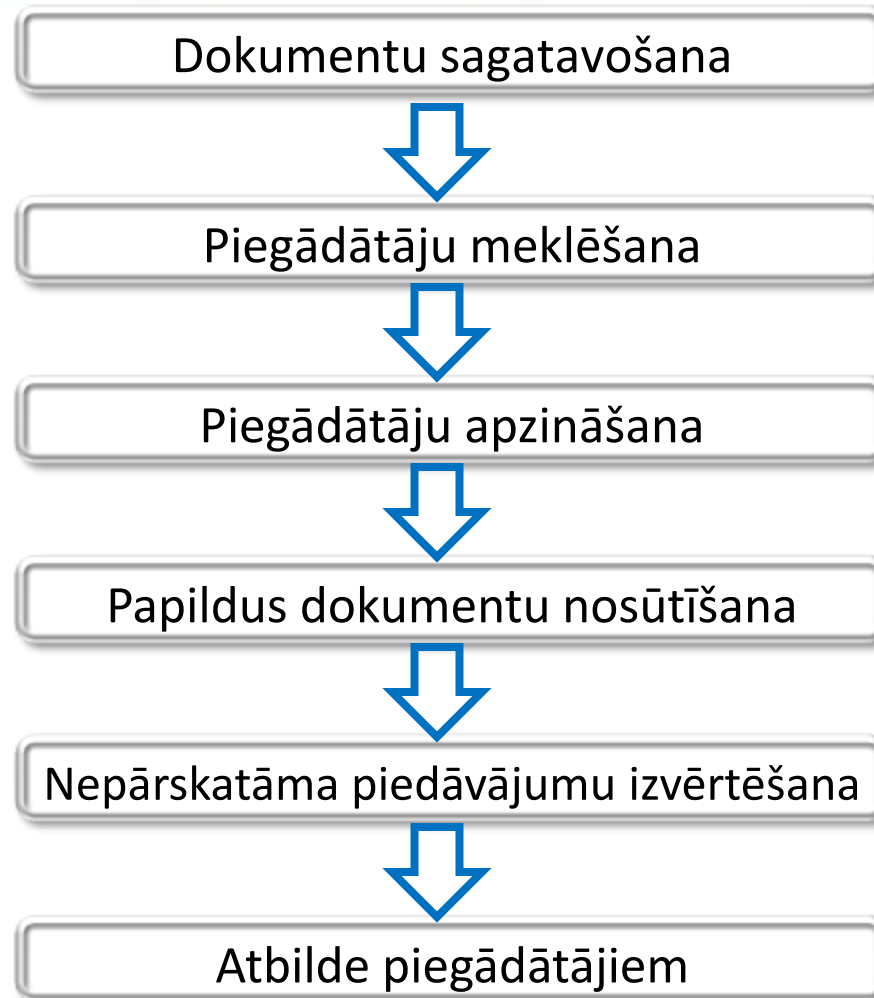 Dokumentu sagatavošana
Piegādātāju meklēšana
Piegādātāju apzināšana
Papildus dokumentu nosūtīšana
Nepārskatāma piedāvājumu izvērtēšana
Atbilde piegādātājiem